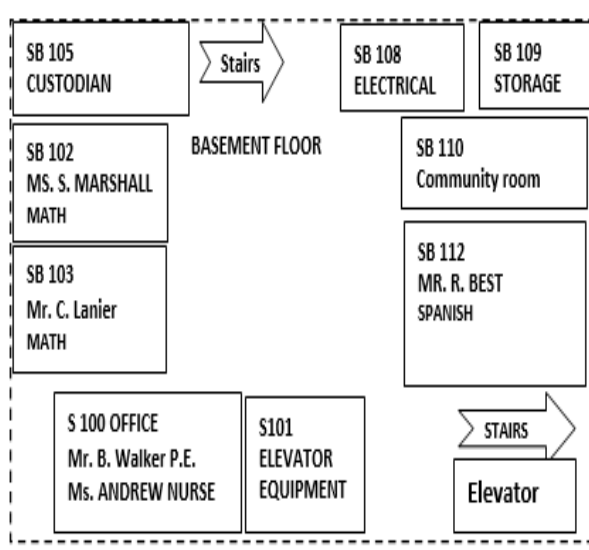 SB 105
CUSTODIAN
Stairs
SB 108
ELECTRICAL
SB 109
STORAGE
BASEMENT FLOOR
SB 102
MS. S. MARSHALL
MATH
SB 110
Community room
SB 103
Mr. C. Lanier
MATH
SB 112
MR. R. BEST
SPANISH
S 100 OFFICE
Mr. B. Walker P.E.
Ms. ANDREW NURSE
S101
ELEVATOR
EQUIPMENT
STAIRS
Elevator